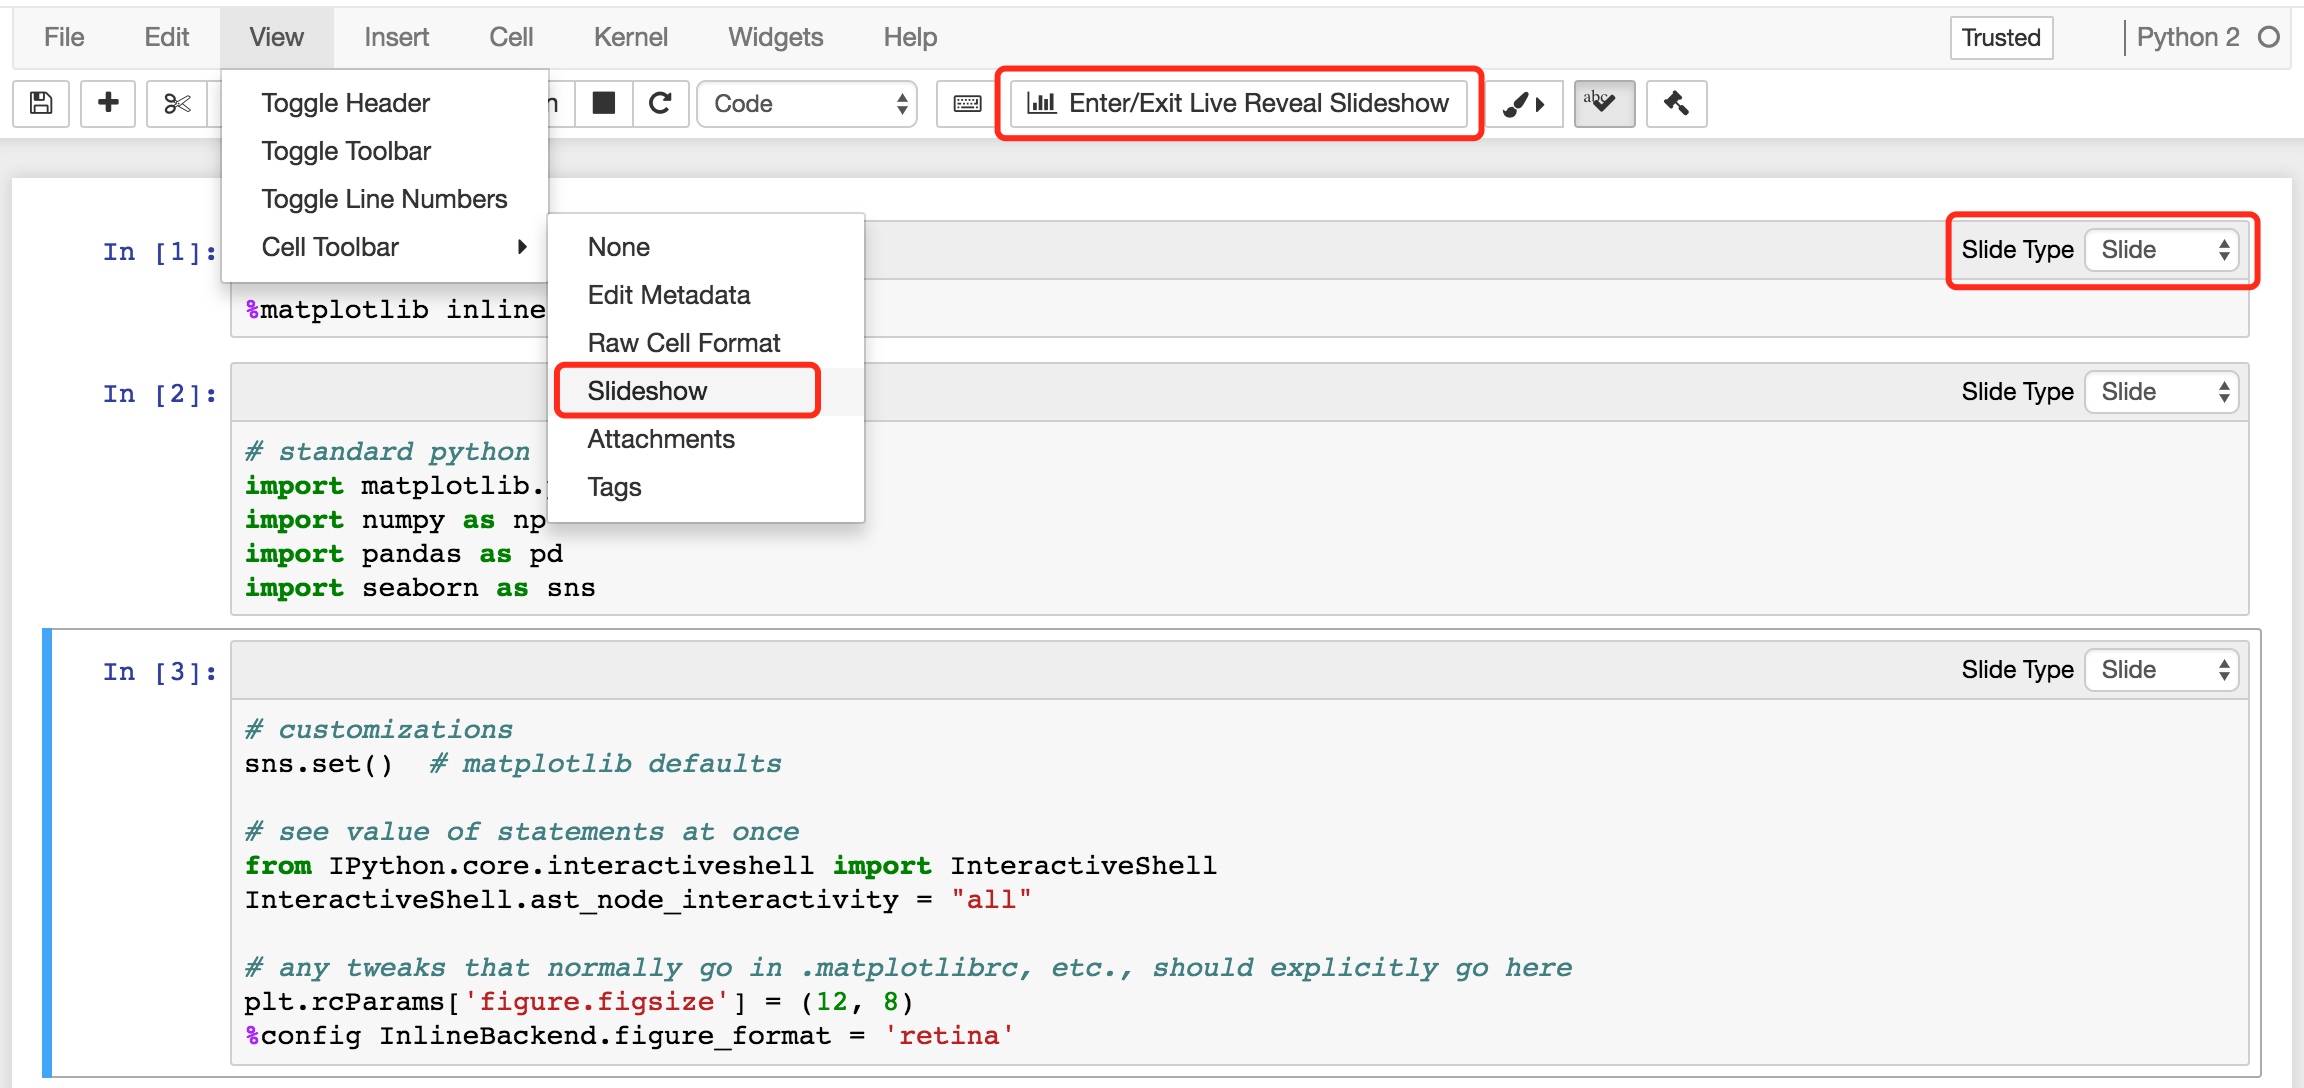 File Edit View Insert Cell Kernel Widgets Help Trusted Python 2
Code Enter/Exit Live Reveal Slideshow abc
Toggle Header
Toggle Toolbar
Toggle Line Numbers
Cell Toolbar
None
Edit Metadata
Raw Cell Format
Slideshow
Attachments
Tags
In [1]: Slide Type Slide
%matplotlib inline
In [2]: Slide Type Slide
# standard python
import matplotlib.
import numpy as np
import pandas as pd
import seaborn as sns
In [3]: Slide Type Slide
# customizations
sns.set()  # matplotlib defaults
# see value of statements at once
from IPython.core.interactiveshell import InteractiveShell
InteractiveShell.ast_node_interactivity = "all"
# any tweaks that normally go in .matplotlibrc, etc., should explicitly go here
plt.rcParams['figure.figsize'] = (12, 8)
%config InlineBackend.figure_format = 'retina'